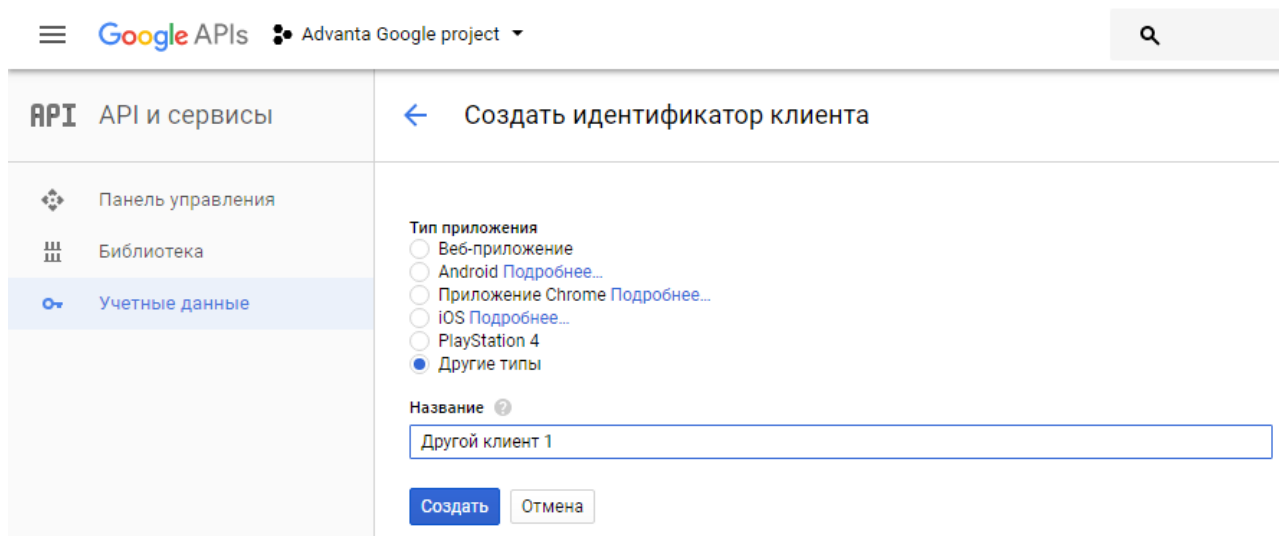 Google APIs Advanta Google project
API API и сервисы
Создать идентификатор клиента
Панель управления
Библиотека
Учетные данные
Тип приложения
Веб-приложение
Android Подробнее...
Приложение Chrome Подробнее...
iOS Подробнее...
PlayStation 4
Другие типы
Название ?
Другой клиент 1
Создать Отмена